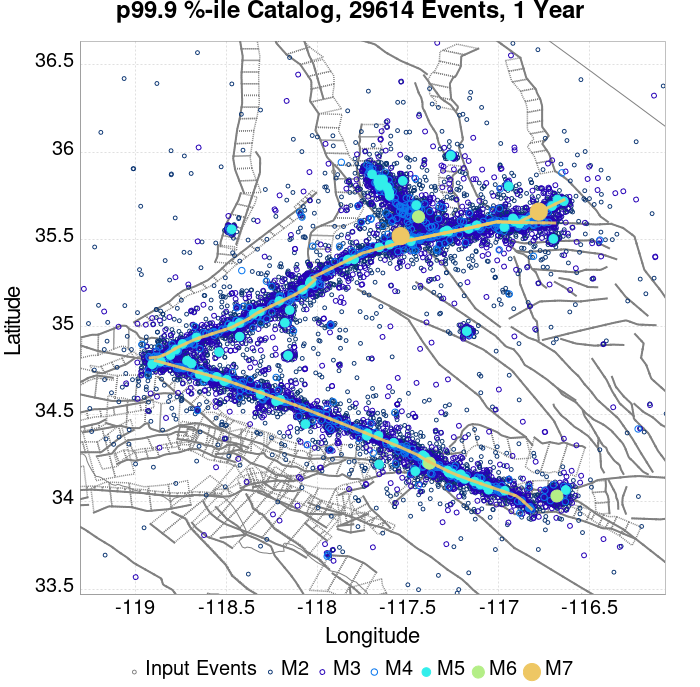 p99.9 %-ile Catalog, 29614 Events, 1 Year
36.5
36
35.5
35
34.5
34
33.5
Latitude
-119 -118.5 -118 -117.5 -117 -116.5
Longitude
Input Events M2 M3 M4 M5 M6 M7